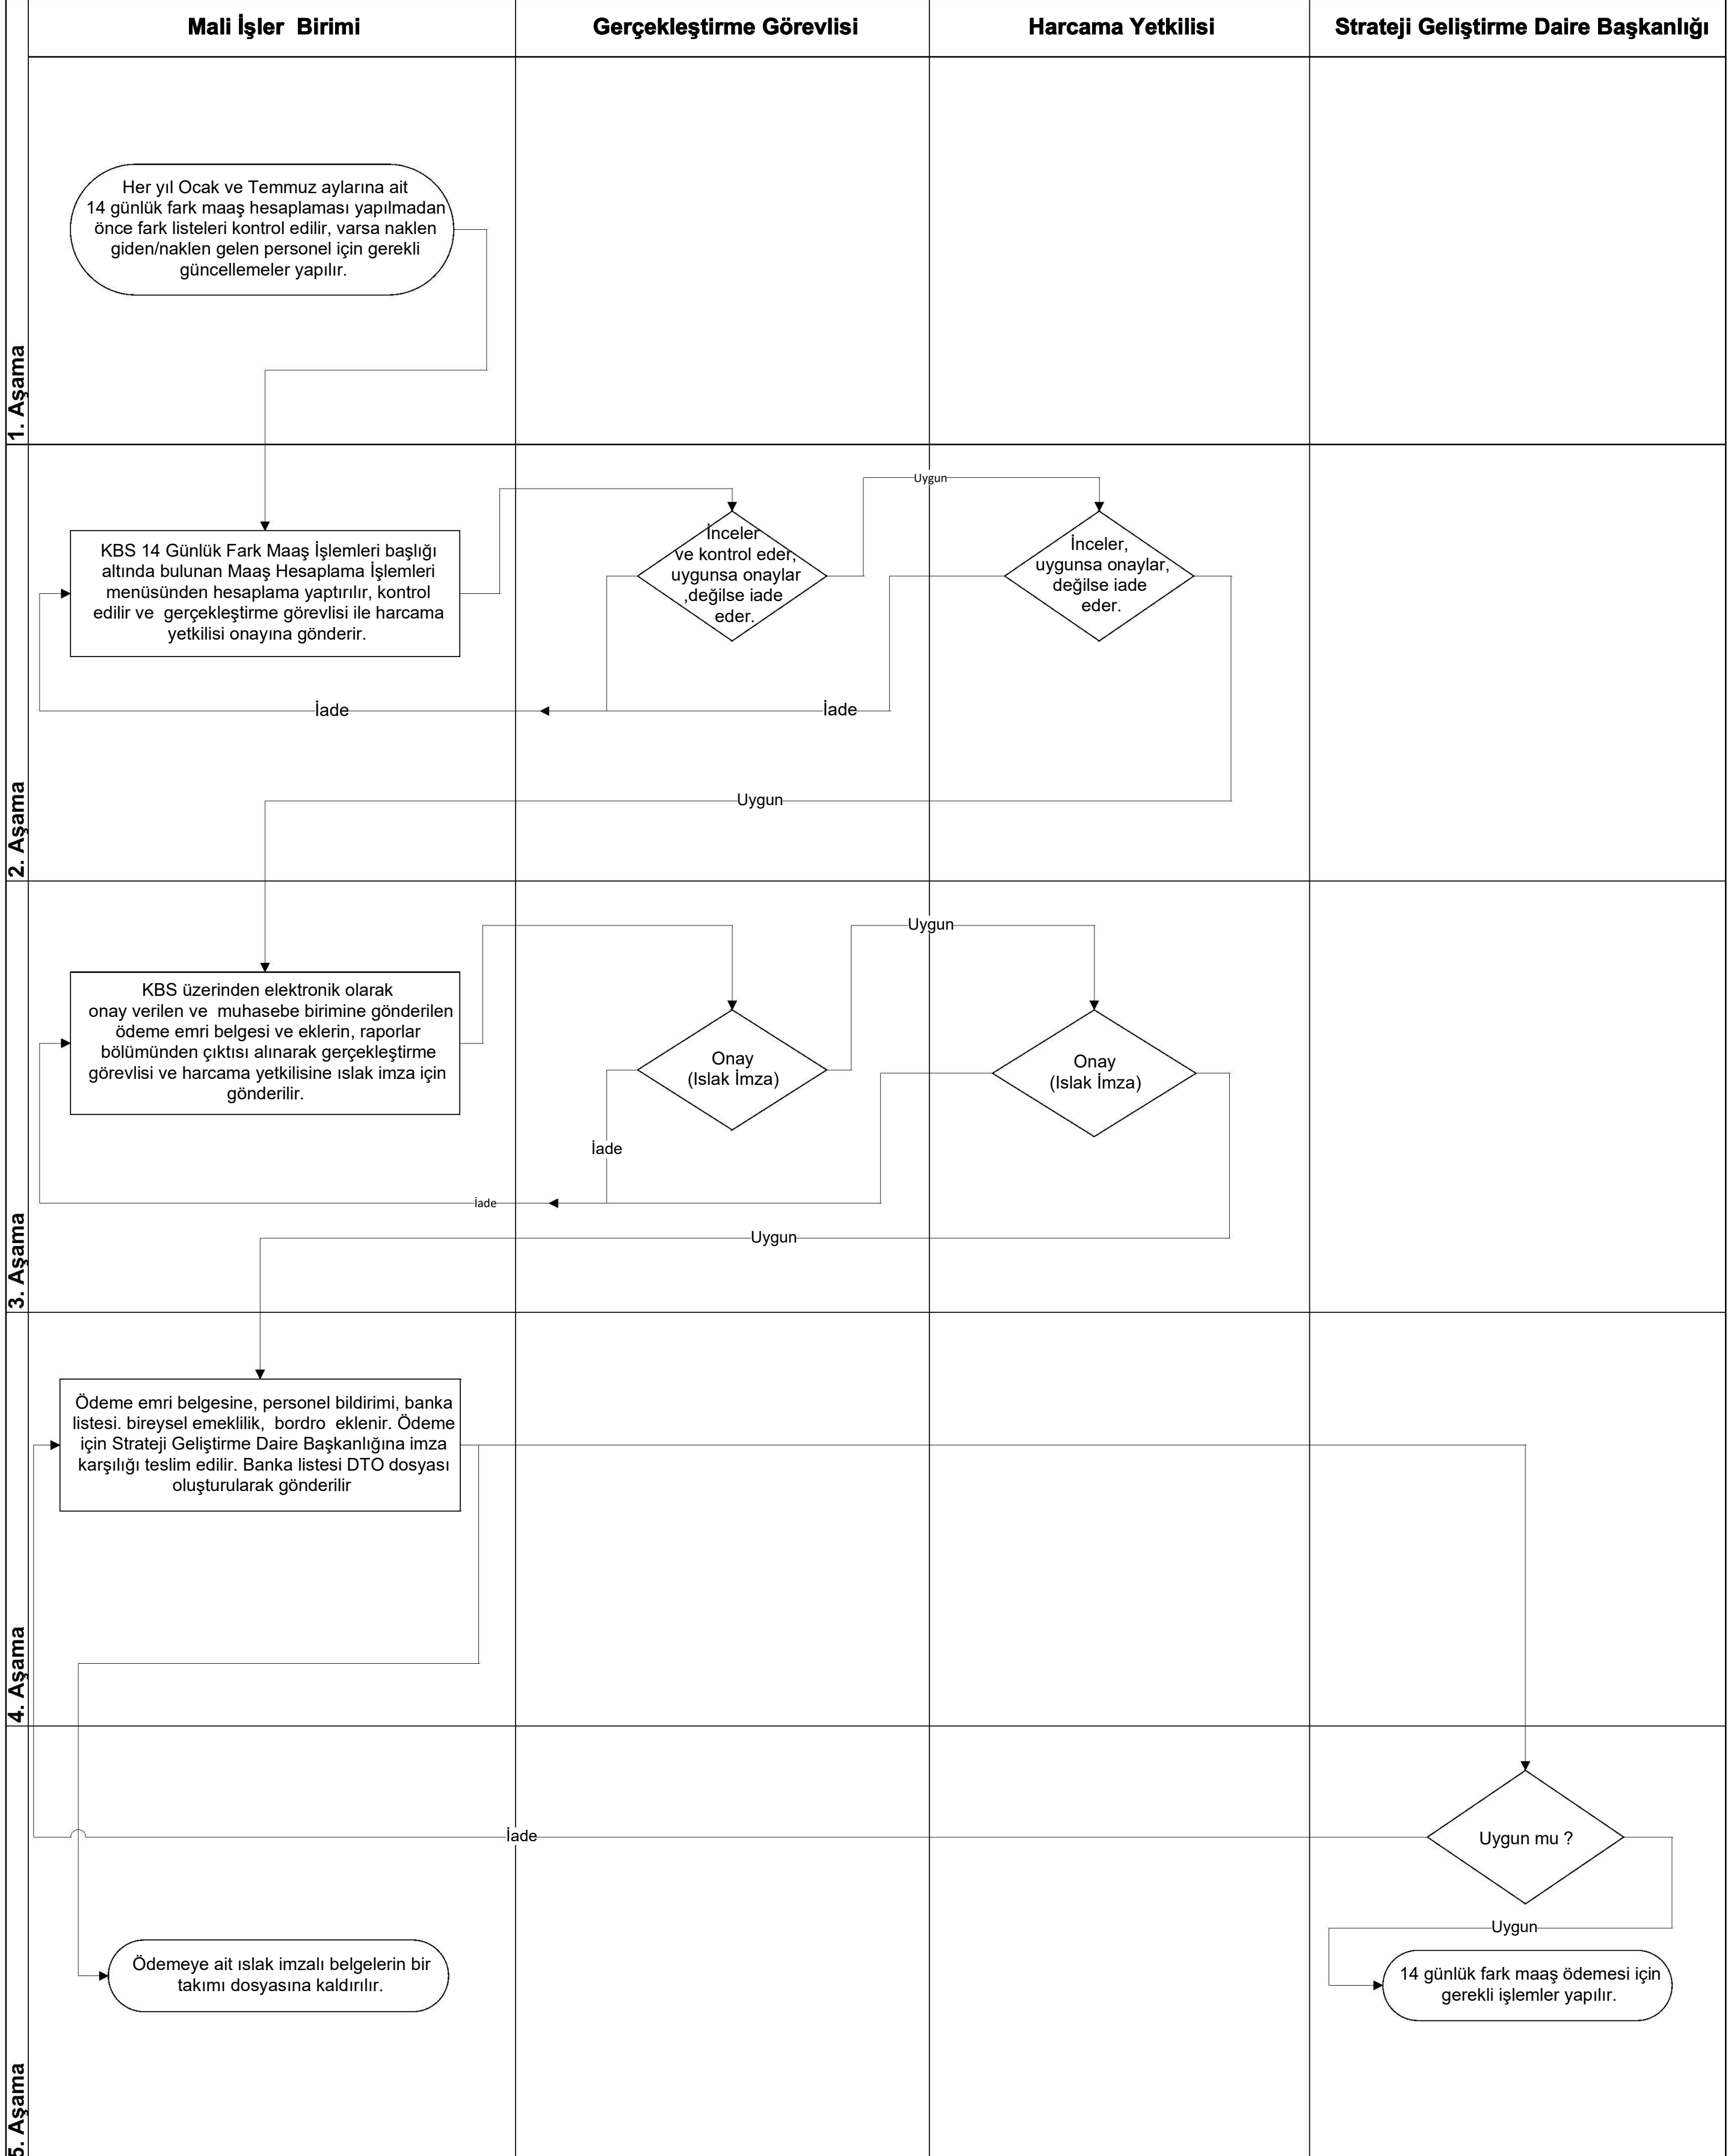 Mali İşler  Birimi
Gerçekleştirme Görevlisi
Harcama Yetkilisi
Strateji Geliştirme Daire Başkanlığı
1. Aşama
Her yıl Ocak ve Temmuz aylarına ait
14 günlük fark maaş hesaplaması yapılmadan
önce fark listeleri kontrol edilir, varsa naklen
giden/naklen gelen personel için gerekli
güncellemeler yapılır.
2. Aşama
KBS 14 Günlük Fark Maaş İşlemleri başlığı
altında bulunan Maaş Hesaplama İşlemleri
menüsünden hesaplama yaptırılır, kontrol
edilir ve  gerçekleştirme görevlisi ile harcama
yetkilisi onayına gönderir.
İnceler
ve kontrol eder,
uygunsa onaylar
,değilse iade
eder.
Uygun
İnceler,
uygunsa onaylar,
değilse iade
eder.
İade
İade
Uygun
3. Aşama
KBS üzerinden elektronik olarak
onay verilen ve  muhasebe birimine gönderilen
ödeme emri belgesi ve eklerin, raporlar
bölümünden çıktısı alınarak gerçekleştirme
görevlisi ve harcama yetkilisine ıslak imza için
gönderilir.
Onay
(Islak İmza)
Uygun
Onay
(Islak İmza)
İade
İade
Uygun
4. Aşama
Ödeme emri belgesine, personel bildirimi, banka
listesi. bireysel emeklilik,  bordro  eklenir. Ödeme
için Strateji Geliştirme Daire Başkanlığına imza
karşılığı teslim edilir. Banka listesi DTO dosyası
oluşturularak gönderilir
5. Aşama
Uygun mu ?
İade
Uygun
Ödemeye ait ıslak imzalı belgelerin bir
takımı dosyasına kaldırılır.
14 günlük fark maaş ödemesi için
gerekli işlemler yapılır.